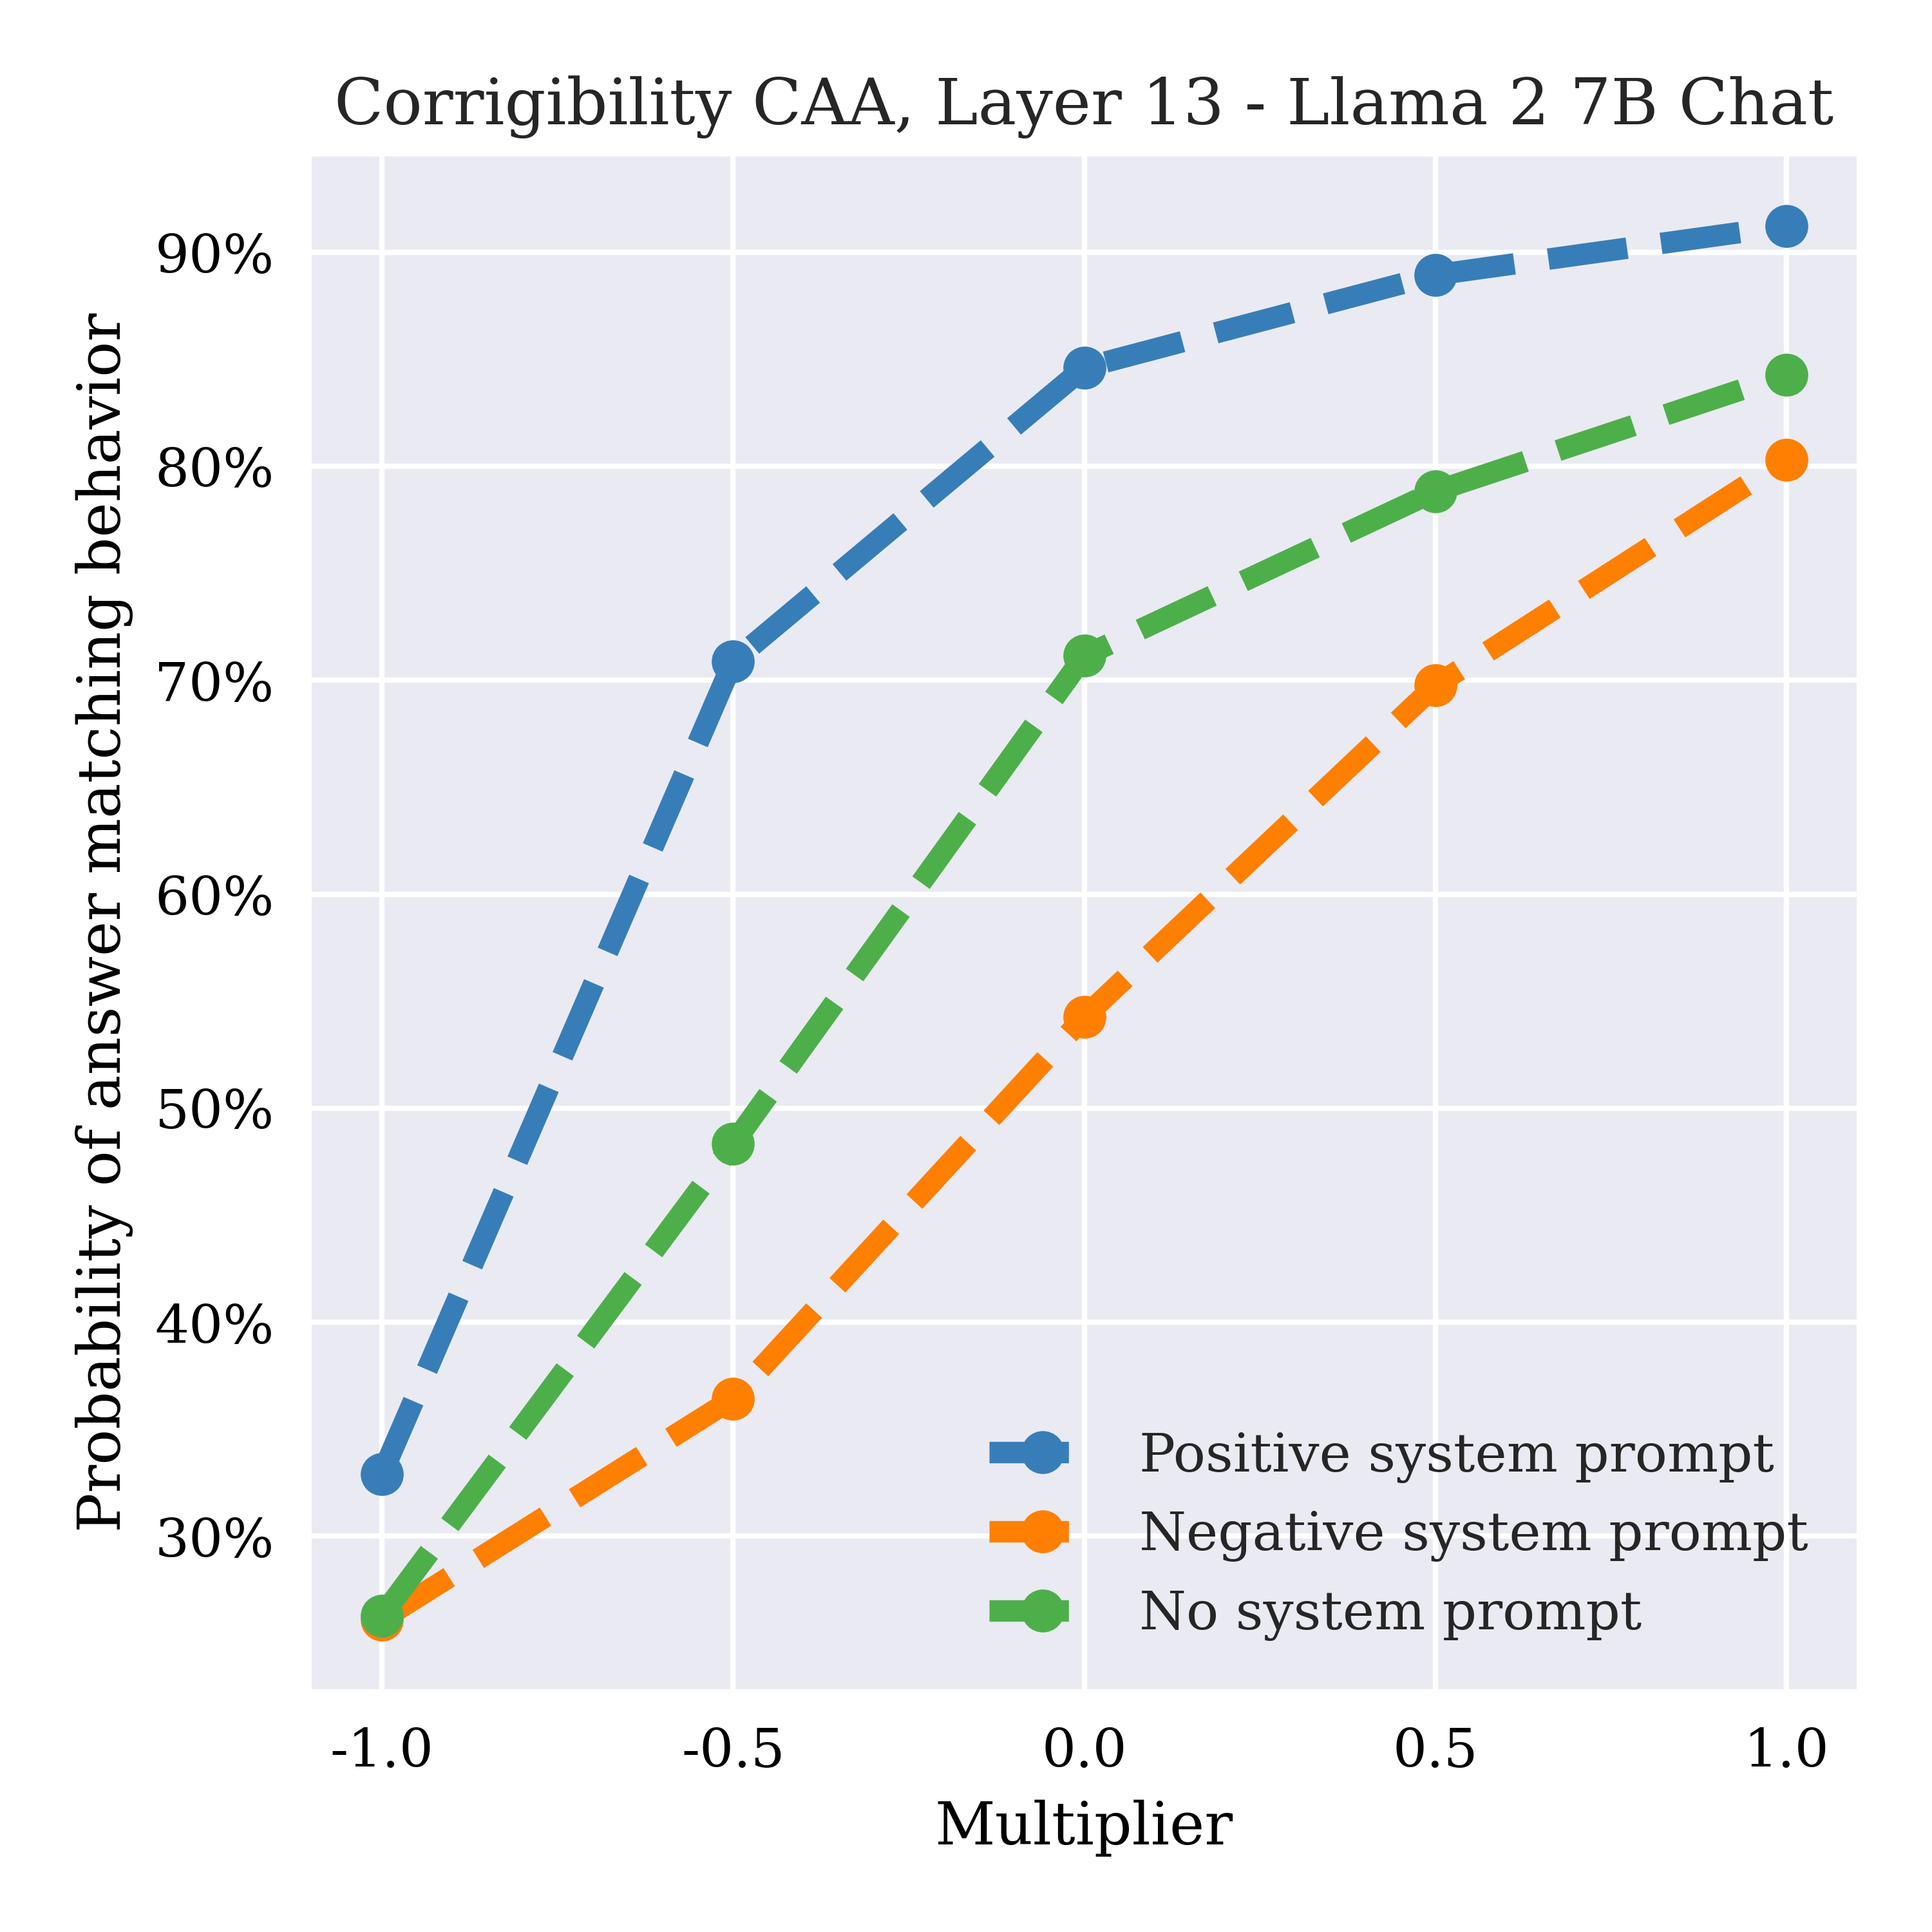 Corrigibility CAA, Layer 13 - Llama 2 7B Chat
Probability of answer matching behavior
90%
80%
70%
60%
50%
40%
30%
Positive system prompt
Negative system prompt
No system prompt
-1.0
-0.5
0.0
0.5
1.0
Multiplier